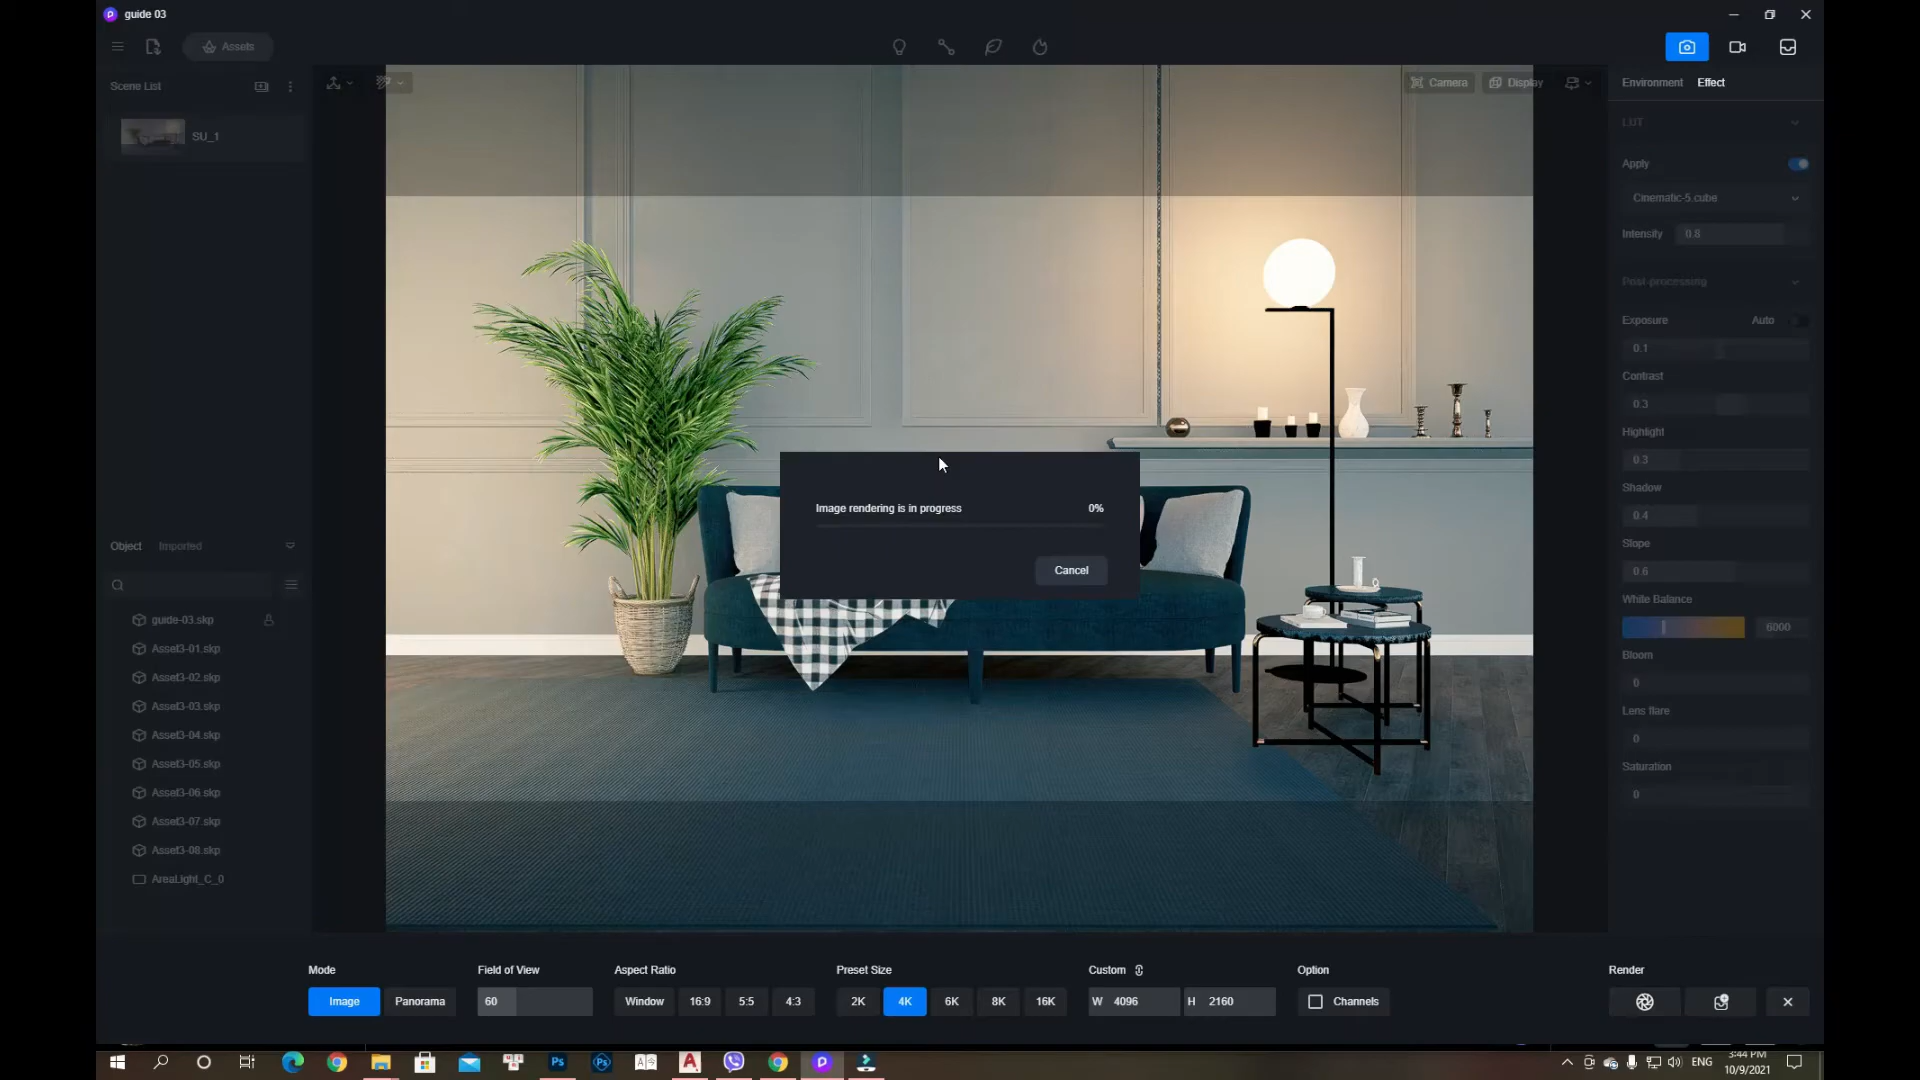 guide 03
Assets
Scene List
Camera
Display
Environment
Effect
SU_1
LUT
Apply
Cinematic-5.cube
Intensity
0.8
Post-processing
Exposure
Auto
0.1
Contrast
0.3
Highlight
0.3
Shadow
0.4
Slope
0.6
White Balance
6000
Bloom
0
Lens flare
0
Saturation
0
Image rendering is in progress
0%
Cancel
Object
Imported
guide-03.skp
Asset3-01.skp
Asset3-02.skp
Asset3-03.skp
Asset3-04.skp
Asset3-05.skp
Asset3-06.skp
Asset3-07.skp
Asset3-08.skp
AreaLight_C_0
Mode
Field of View
Aspect Ratio
Preset Size
Custom
Option
Render
Image
Panorama
60
Window
16:9
5:5
4:3
2K
4K
6K
8K
16K
W 4096
H 2160
Channels
Ps
Ps
ENG
3:44 PM
10/9/2021